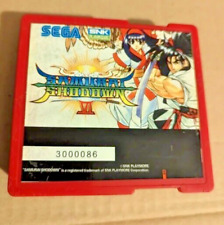 SEGA SNK
SAMURAI
SHODOWN
VI
3000086
© SNK PLAYMORE
"SAMURAI SHODOWN" is a registered trademark of SNK PLAYMORE Corporation.